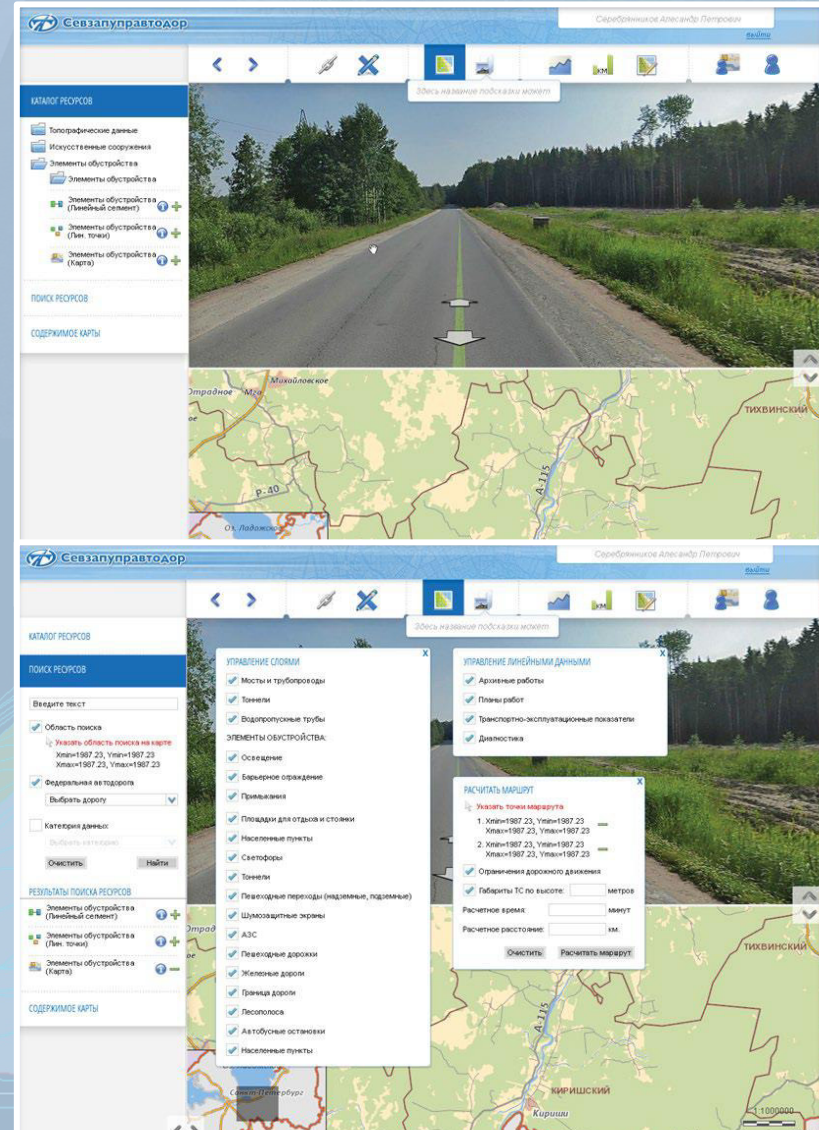 Севзапуправтодор
Серебрянников Алесандр Петрович
выйти
Здесь название подсказки может
КАТАЛОГ РЕСУРСОВ
Топографические данные
Искусственные сооружения
Элементы обустройства
Элементы обустройства
Элементы обустройства
(Линейный сегмент)
Элементы обустройства
(Лин. точки)
Элементы обустройства
(Карта)
ПОИСК РЕСУРСОВ
СОДЕРЖИМОЕ КАРТЫ
км
Михайловское
Отрадное Мга
ое
Р-40
Оз. Ладожско
А-115
ТИХВИНСКИЙ
Севзапуправтодор
Серебрянников Алесандр Петрович
выйти
км
Здесь название подсказки может
КАТАЛОГ РЕСУРСОВ
ПОИСК РЕСУРСОВ
Введите текст
Область поиска
Указать область поиска на карте
Ymin=1987.23, Ymin=1987.23
Xmax=1987.23, Ymax=1987.23
Федеральная автодорога
Выбрать дорогу
Категория данных:
Выбрать категорию
Очистить Найти
РЕЗУЛЬТАТЫ ПОИСКА РЕСУРСОВ
Элементы обустройства
(Линейный сегмент)
Элементы обустройства
(Лин. точки)
Элементы обустройства
(Карта)
СОДЕРЖИМОЕ КАРТЫ
УПРАВЛЕНИЕ СЛОЯМИ
X
Мосты и трубопроводы
Тоннели
Водопропускные трубы
ЭЛЕМЕНТЫ ОБУСТРОЙСТВА:
Освещение
Барьерное ограждение
Примыкания
Площадки для отдыха и стоянки
Населенные пункты
Светофоры
Тоннели
Пешеходные переходы (надземные, подземные)
Шумозащитные экраны
АЗС
Пешеходные дорожки
Железные дороги
Граница дороги
Лесополоса
Автобусные остановки
Населенные пункты
УПРАВЛЕНИЕ ЛИНЕЙНЫМИ ДАННЫМИ
X
Архивные работы
Планы работ
Транспортно-эксплуатационные показатели
Диагностика
РАСЧИТАТЬ МАРШРУТ
X
Указать точки маршрута
1. Xmin=1987.23, Ymin=1987.23
Xmax=1987.23, Ymax=1987.23
2. Xmin=1987.23, Ymin=1987.23
Xmax=1987.23, Ymax=1987.23
Ограничения дорожного движения
Габариты ТС по высоте: метров
Расчетное время: минут
Расчетное расстояние: км.
Очистить Расчитать маршрут
Отрад
ое
ТИХВИНСКИЙ
А-115
КИРИШСКИЙ
Кириши
Санкт-Петербург
1:1000000